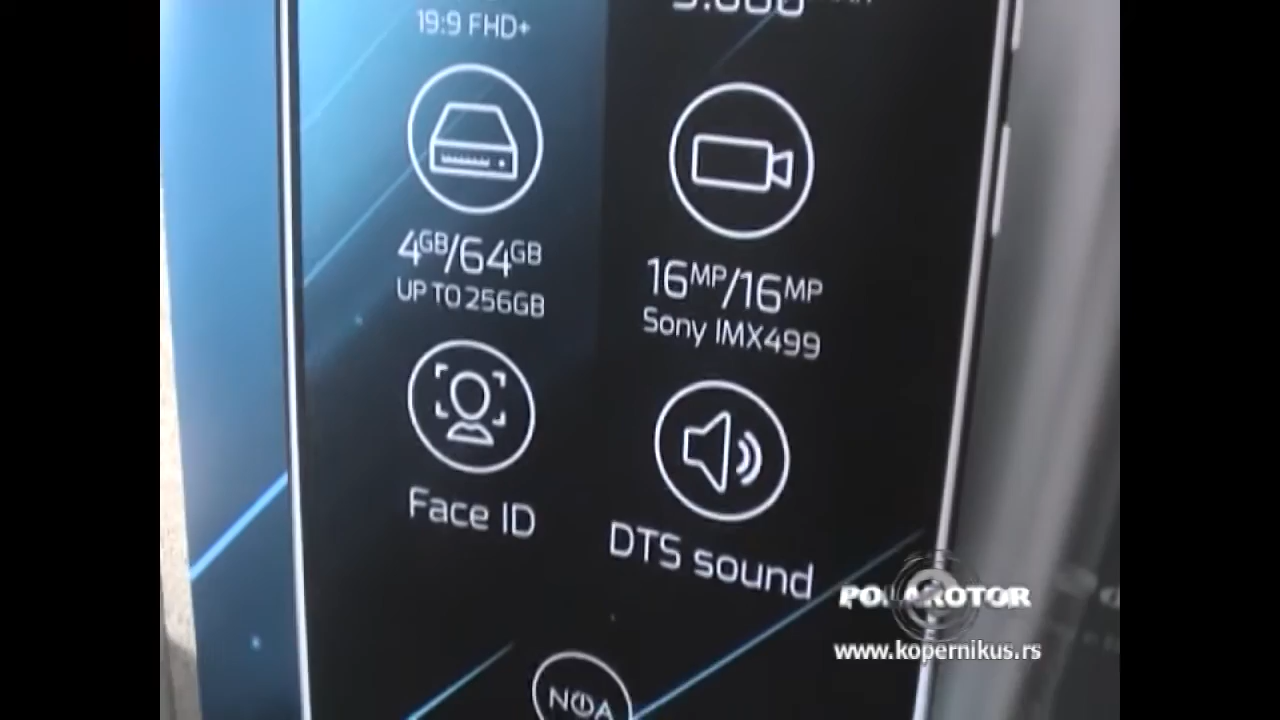 19:9 FHD+
4GB/64GB
UP TO 256GB
16MP/16MP
Sony IMX499
Face ID
DTS sound
NOA
POLAROTOR
www.kopernikus.rs